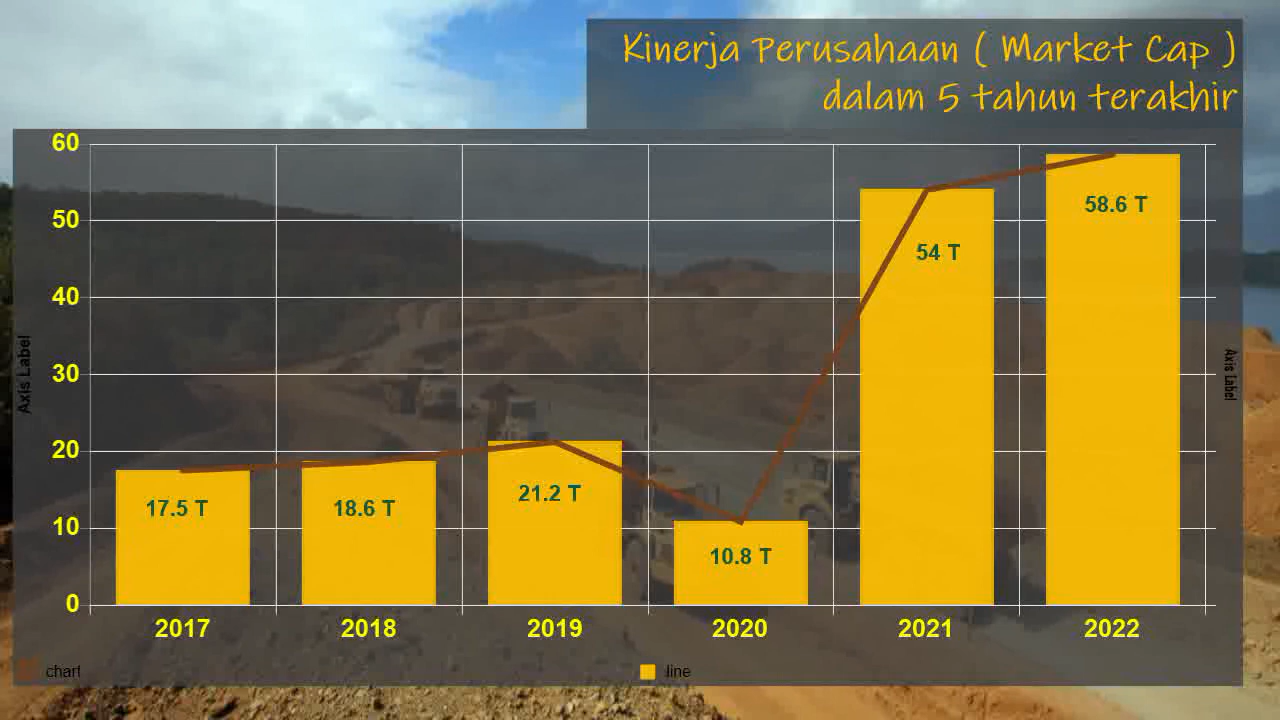 Kinerja Perusahaan ( Market Cap )
dalam 5 tahun terakhir
60
50
40
30
20
10
0
Axis Label
17.5 T
18.6 T
21.2 T
10.8 T
54 T
58.6 T
Axis Label
2017 2018 2019 2020 2021 2022
chart line